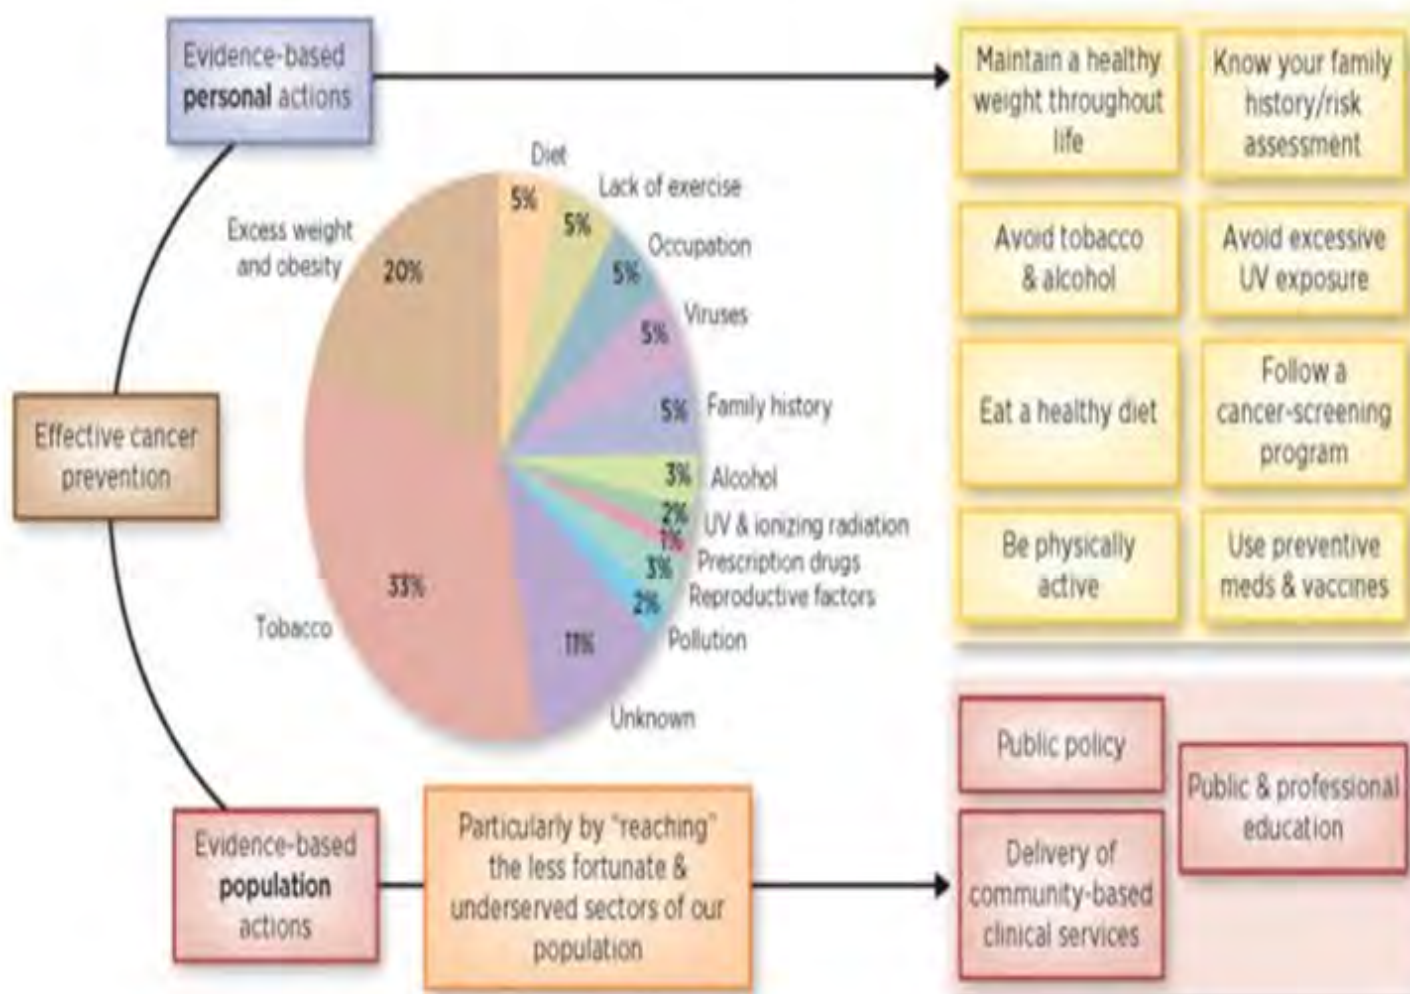 Evidence-based
personal actions
Maintain a healthy
weight throughout
life
Know your family
history/risk
assessment
Avoid tobacco
& alcohol
Avoid excessive
UV exposure
Eat a healthy diet
Follow a
cancer-screening
program
Be physically
active
Use preventive
meds & vaccines
Diet
5%
Lack of exercise
5%
Occupation
5%
Viruses
5%
Family history
5%
Alcohol
3%
UV & ionizing radiation
2%
Prescription drugs
1%
Reproductive factors
3%
Pollution
2%
Unknown
11%
Tobacco
33%
Excess weight
and obesity
20%
Effective cancer
prevention
Evidence-based
population
actions
Particularly by "reaching"
the less fortunate &
underserved sectors of our
population
Public policy
Public & professional
education
Delivery of
community-based
clinical services